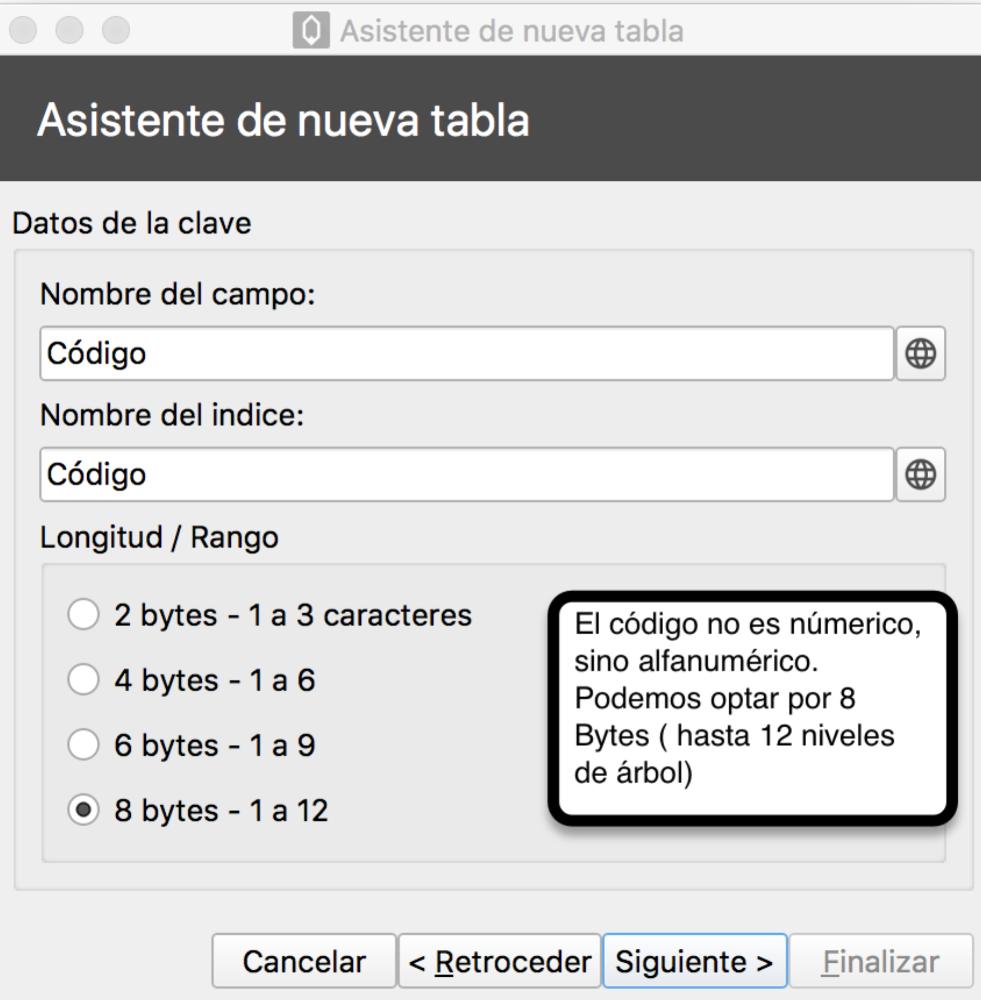 Asistente de nueva tabla
Asistente de nueva tabla
Datos de la clave
Nombre del campo:
Código
Nombre del indice:
Código
Longitud / Rango
2 bytes - 1 a 3 caracteres
4 bytes - 1 a 6
6 bytes - 1 a 9
8 bytes - 1 a 12
El código no es númerico,
sino alfanumérico.
Podemos optar por 8
Bytes ( hasta 12 niveles
de árbol)
Cancelar
< Retroceder
Siguiente >
Finalizar